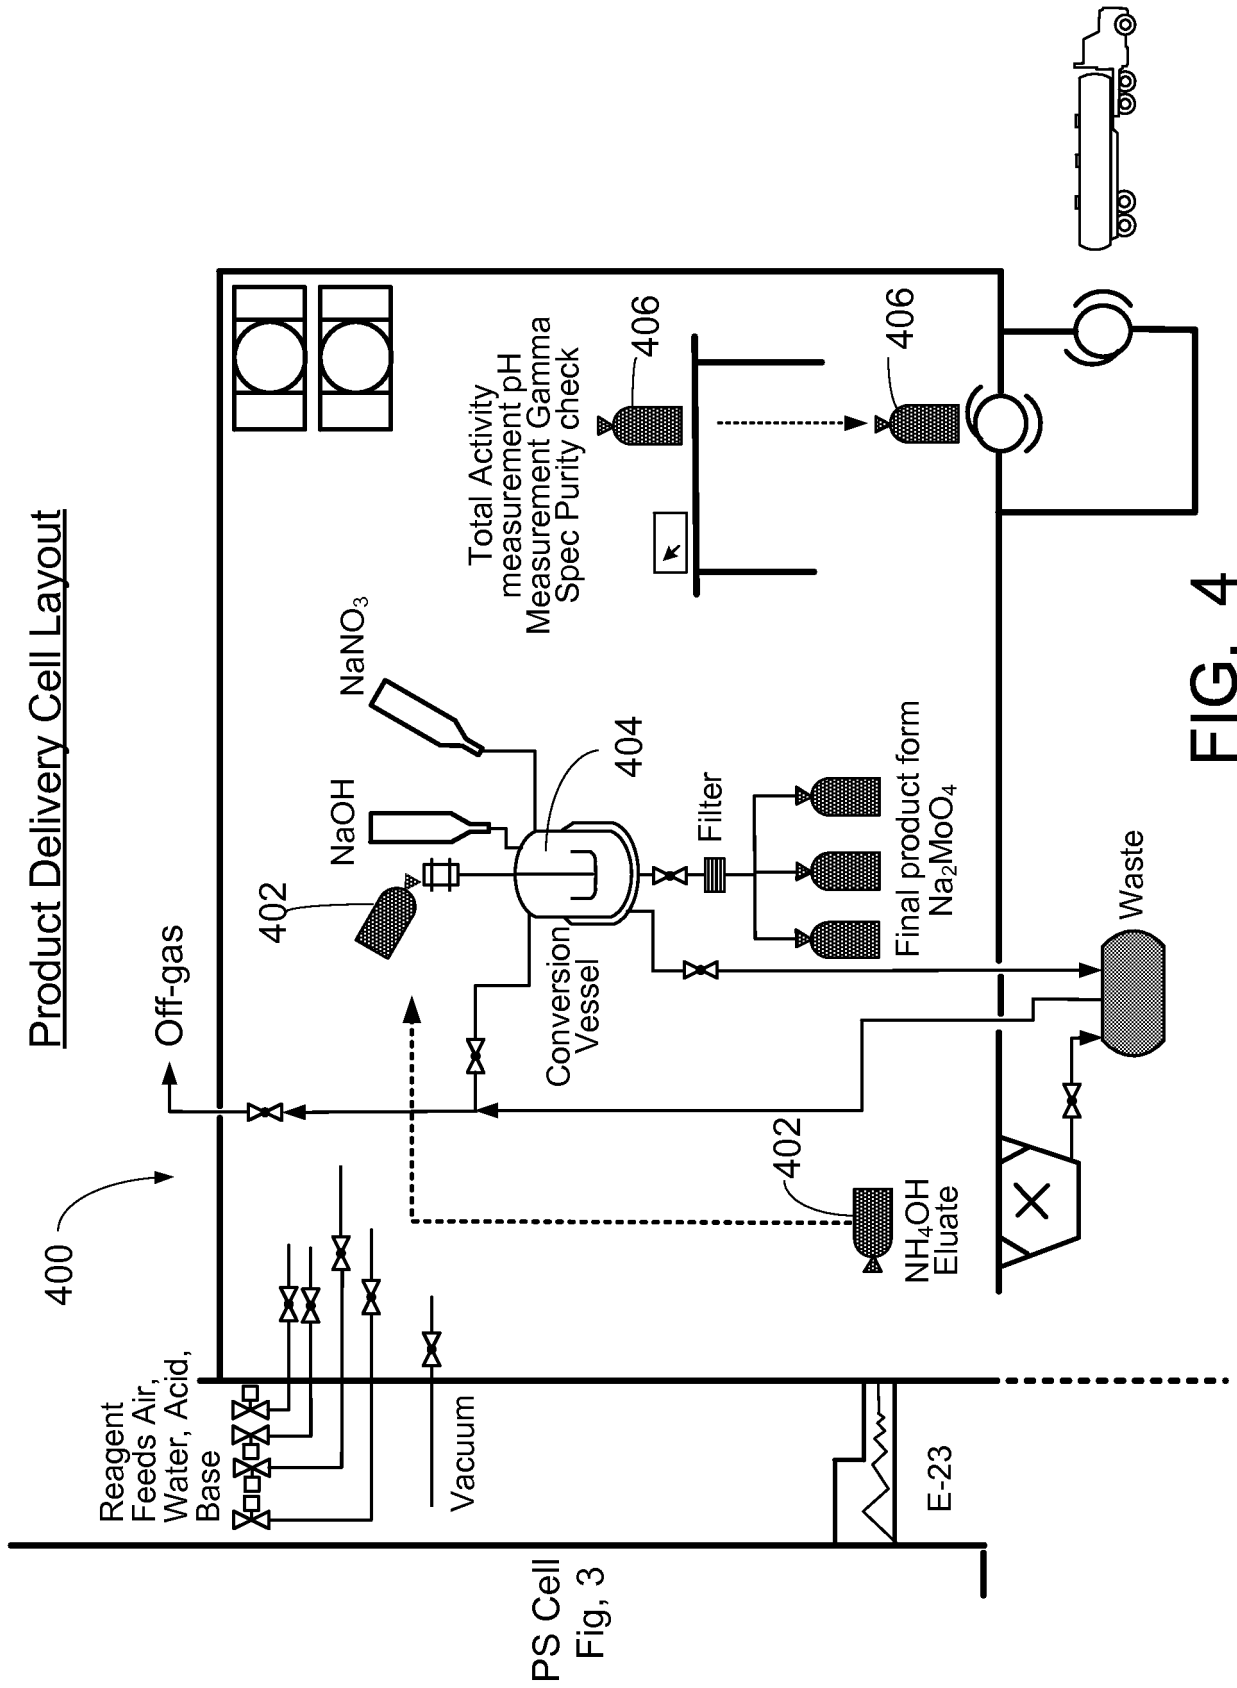 Product Delivery Cell Layout
400
Reagent
Feeds Air,
Water, Acid,
Base
Off-gas
402
NaOH
NaNO₃
Vacuum
Conversion
Vessel
404
Total Activity
measurement pH
Measurement Gamma
Spec Purity check
406
PS Cell
Fig, 3
Filter
402
NH₄OH
Eluate
Final product form
Na₂MoO₄
406
E-23
Waste
FIG. 4